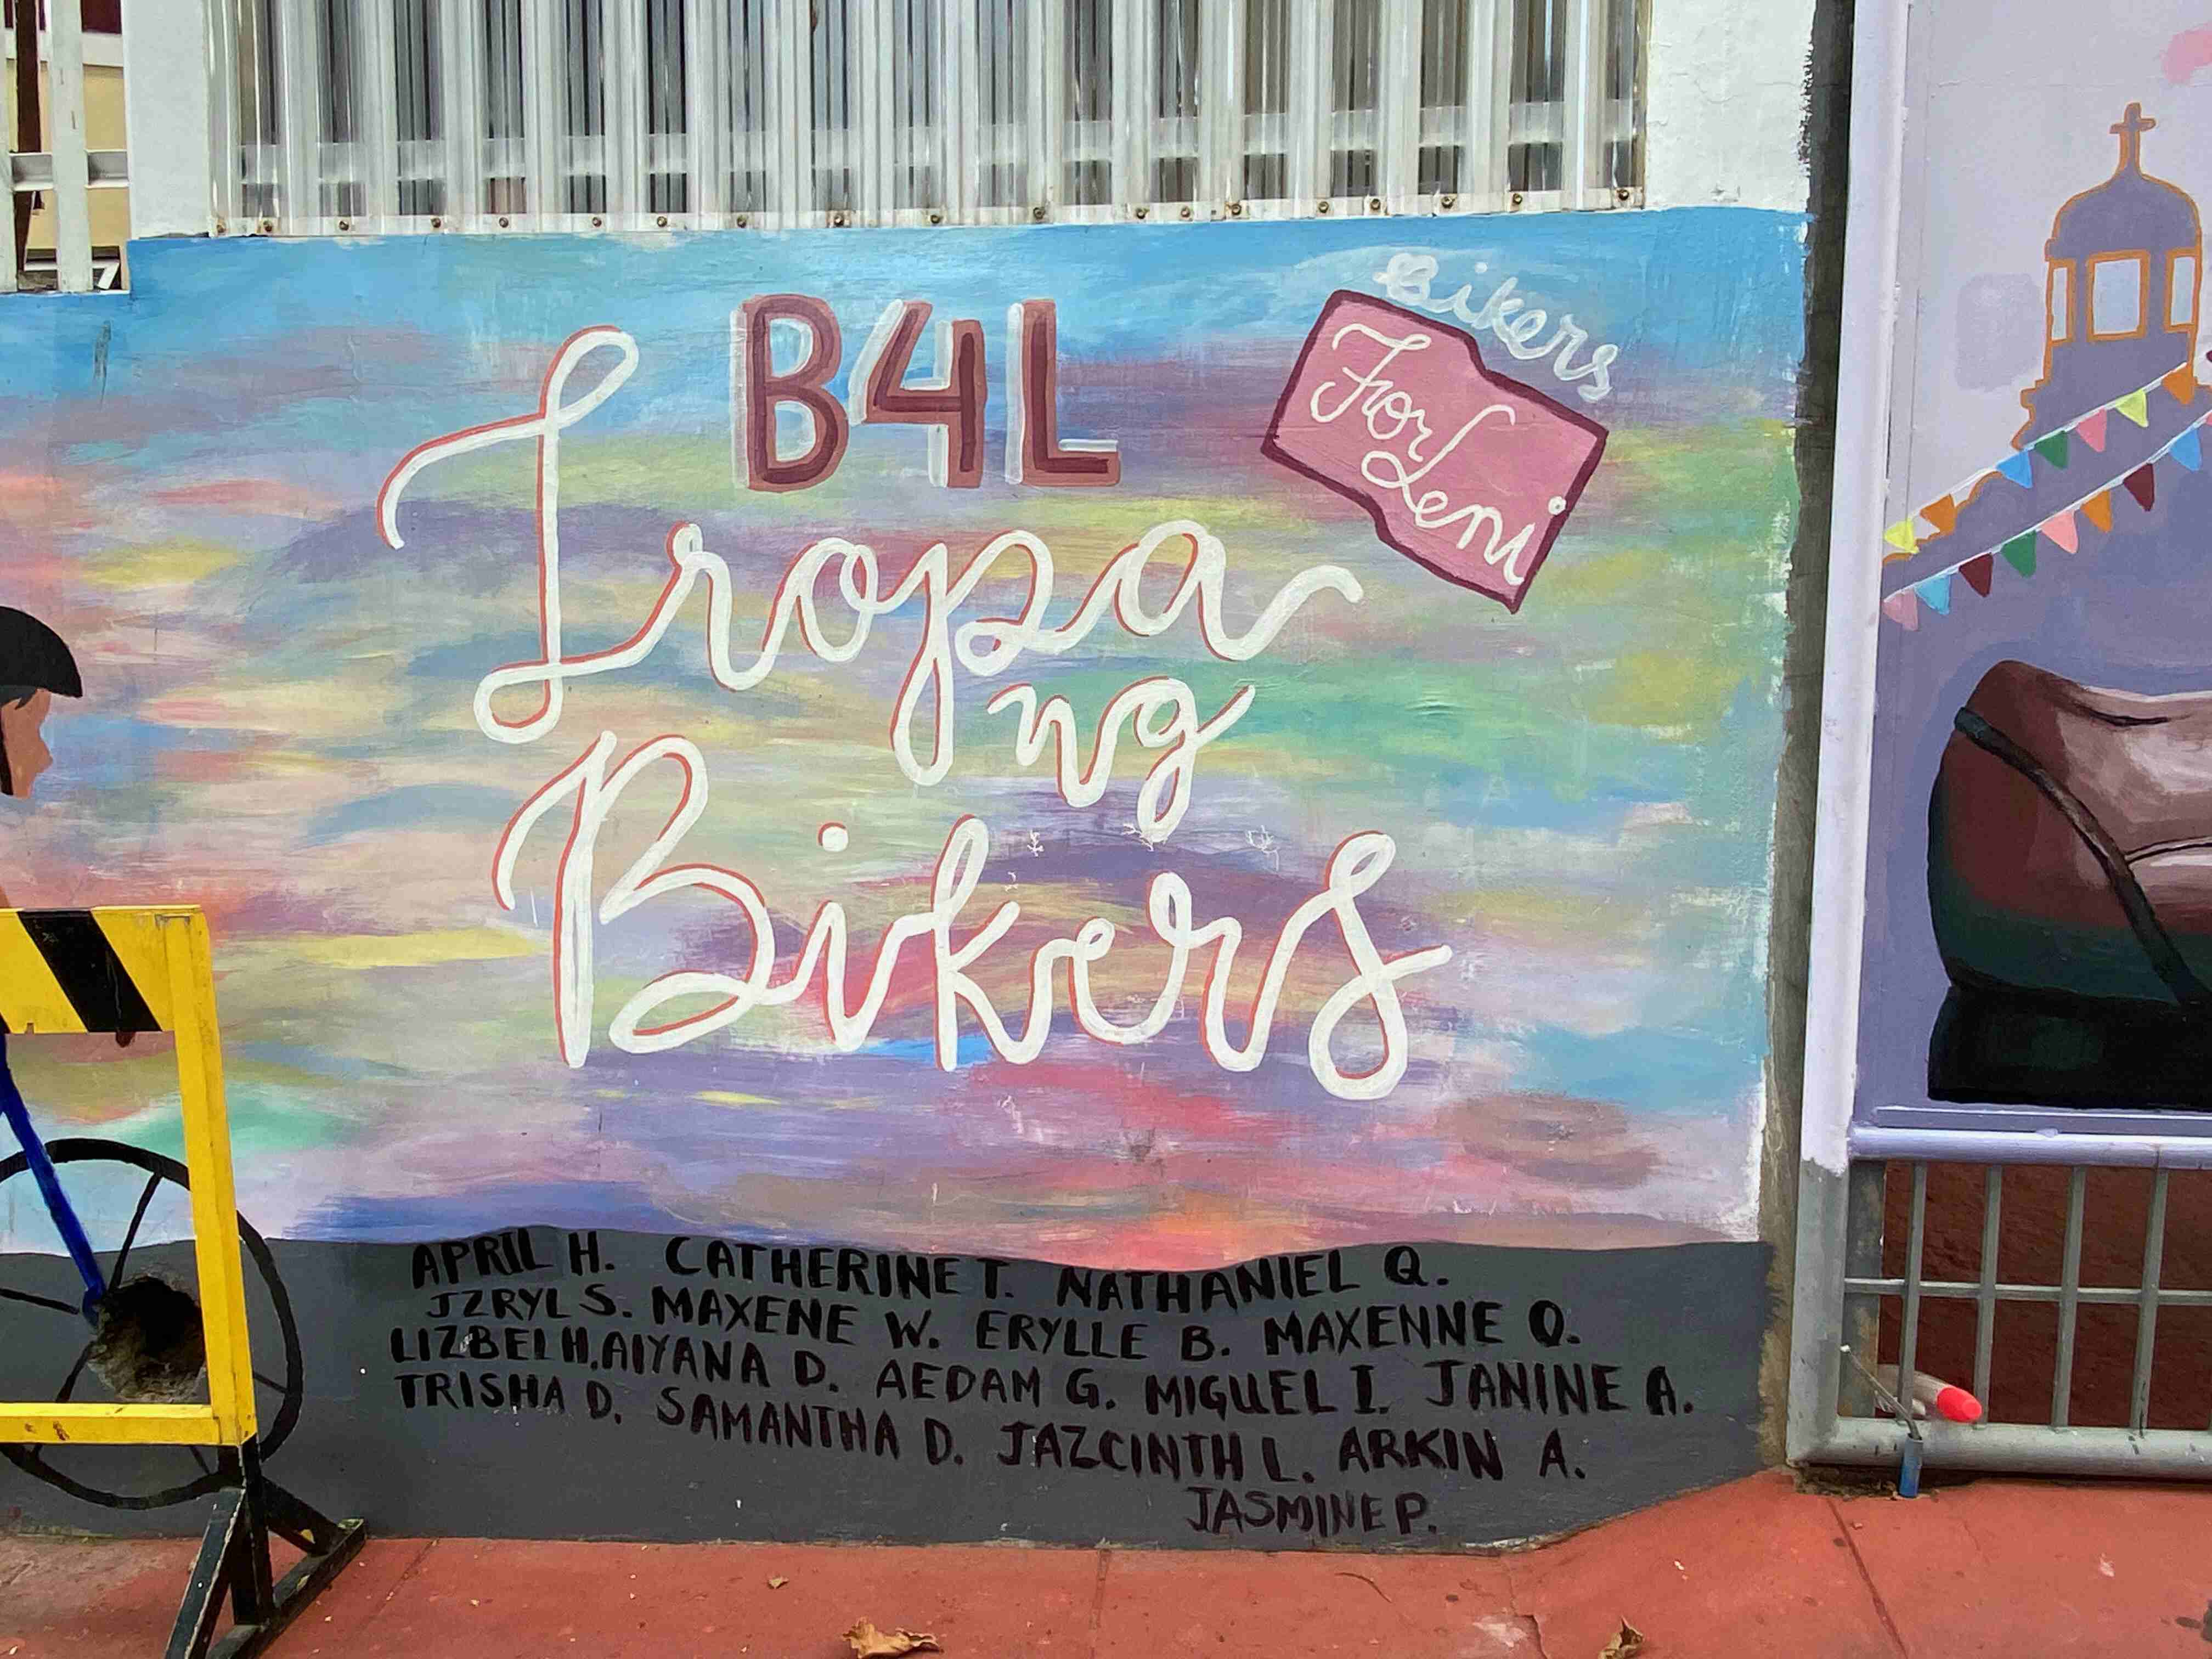 B4L
Tropa
ng
Bikers
Bikers
For
Leni
APRIL H. CATHERINE T. NATHANIEL Q.
JZRYL S. MAXENE W. ERYLLE B. MAXENNE O.
LIZBEL H. AIYANA D. AEDAM G. MIGUEL I. JANINE A.
TRISHA D. SAMANTHA D. JAZCINTH L. ARKIN A.
JASMINE P.